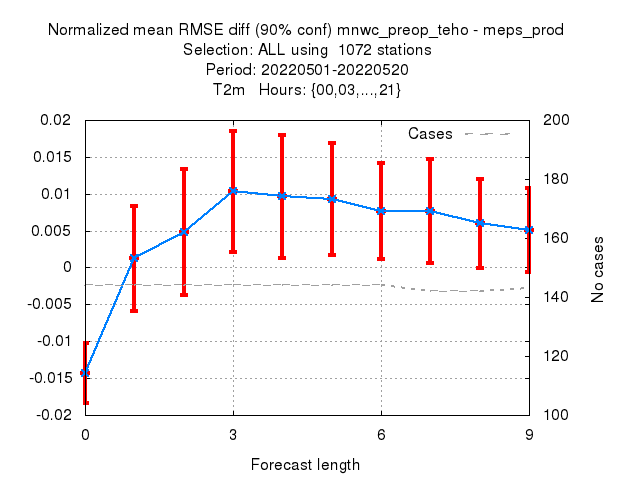 Normalized mean RMSE diff (90% conf) mnwc_preop_teho - meps_prod
Selection: ALL using  1072 stations
Period: 20220501-20220520
T2m   Hours: {00,03,...,21}
Cases
0.02
0.015
0.01
0.005
0
-0.005
-0.01
-0.015
-0.02
200
180
160
140
120
100
No cases
0 3 6 9
Forecast length